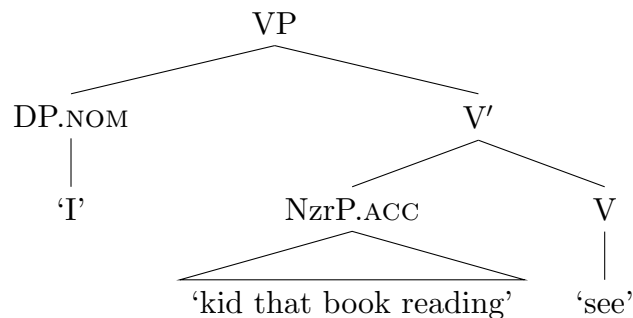 VP
DP.NOM V′
‘I’ NzrP.ACC V
‘kid that book reading’ ‘see’